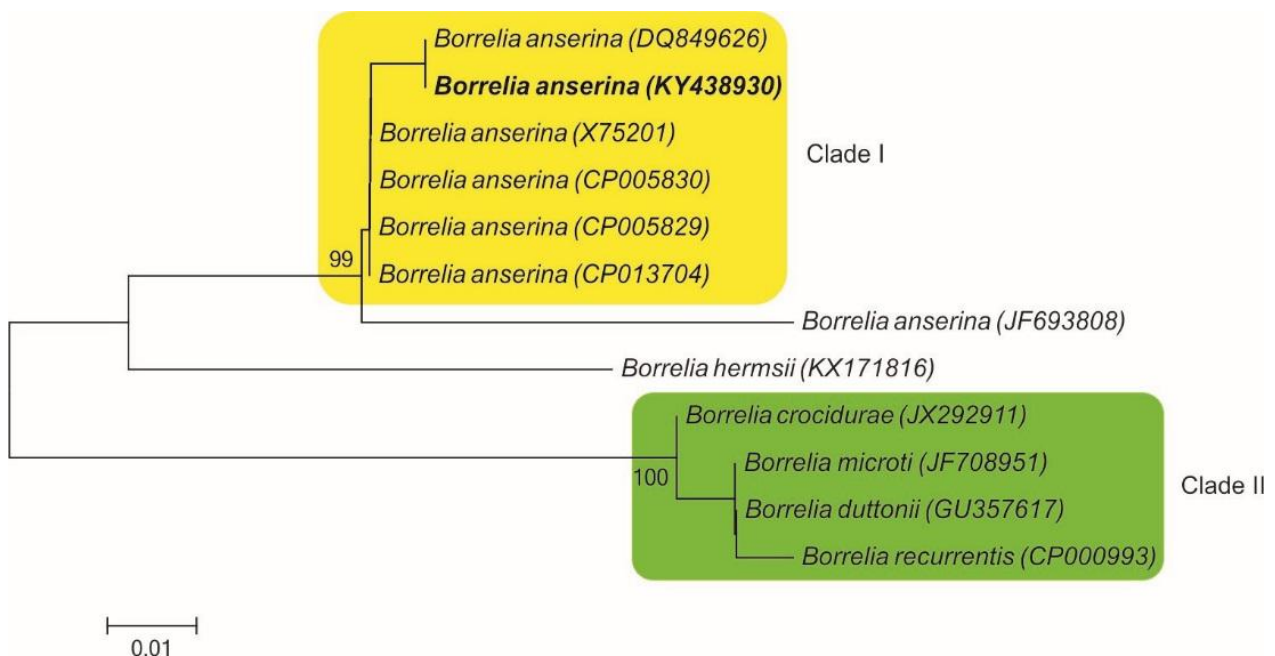 Borrelia anserina (DQ849626)
Borrelia anserina (KY438930)
Borrelia anserina (X75201)
Clade I
Borrelia anserina (CP005830)
Borrelia anserina (CP005829)
99
Borrelia anserina (CP013704)
Borrelia anserina (JF693808)
Borrelia hermsii (KX171816)
Borrelia crocidurae (JX292911)
Borrelia microti (JF708951)
100
Clade II
Borrelia duttonii (GU357617)
Borrelia recurrentis (CP000993)
0.01